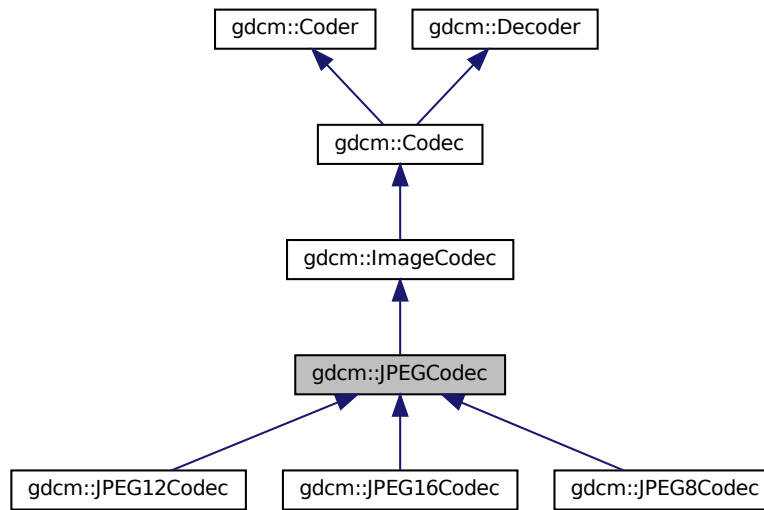 gdcm::Coder
gdcm::Decoder
gdcm::Codec
gdcm::ImageCodec
gdcm::JPEGCodec
gdcm::JPEG12Codec
gdcm::JPEG16Codec
gdcm::JPEG8Codec